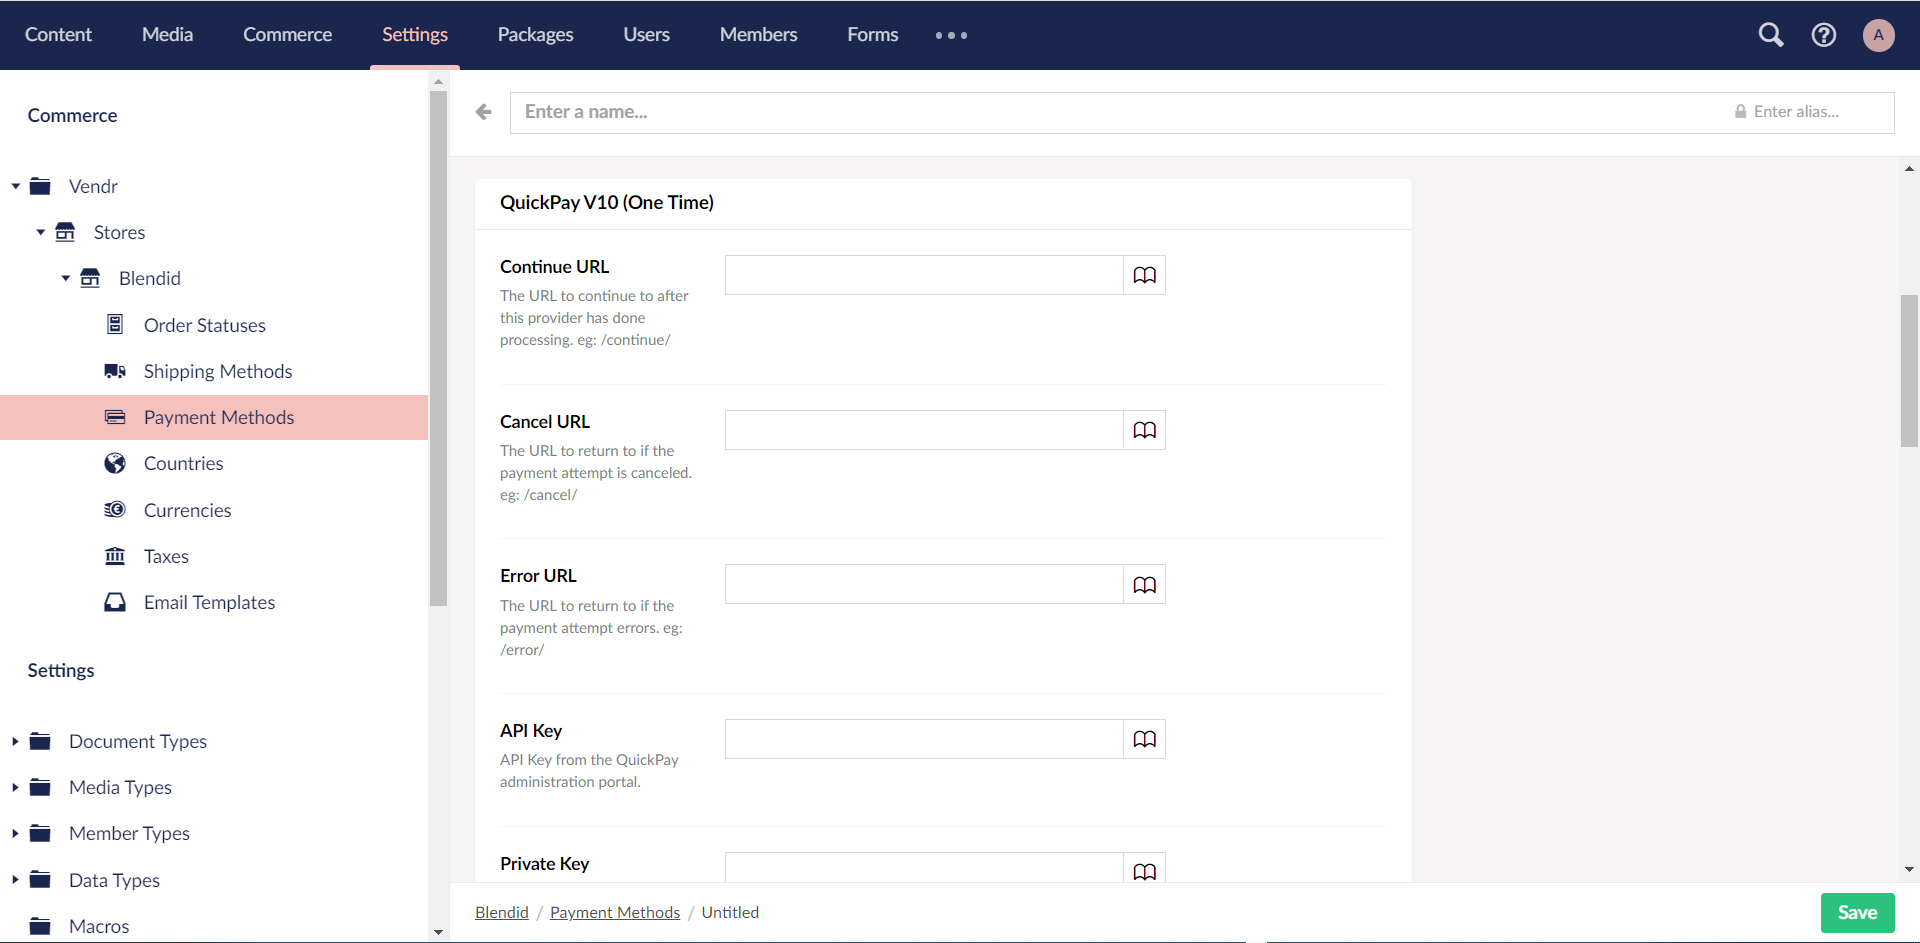 Content Media Commerce Settings Packages Users Members Forms A
Commerce
Vendr
Stores
Blendid
Order Statuses
Shipping Methods
Payment Methods
Countries
Currencies
Taxes
Email Templates
Settings
Document Types
Media Types
Member Types
Data Types
Macros
Enter a name... Enter alias...
QuickPay V10 (One Time)
Continue URL
The URL to continue to after
this provider has done
processing. eg: /continue/
Cancel URL
The URL to return to if the
payment attempt is canceled.
eg: /cancel/
Error URL
The URL to return to if the
payment attempt errors. eg:
/error/
API Key
API Key from the QuickPay
administration portal.
Private Key
Blendid / Payment Methods / Untitled
Save